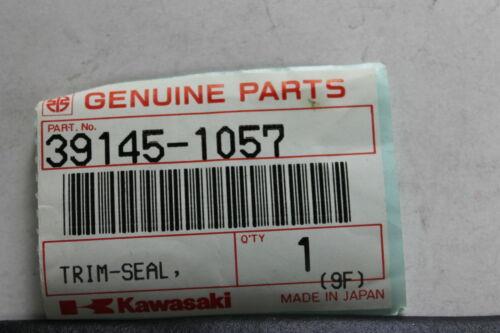 GENUINE PARTS
PART. No.
39145-1057
Q'TY
TRIM-SEAL,
1
(9F)
Kawasaki
MADE IN JAPAN